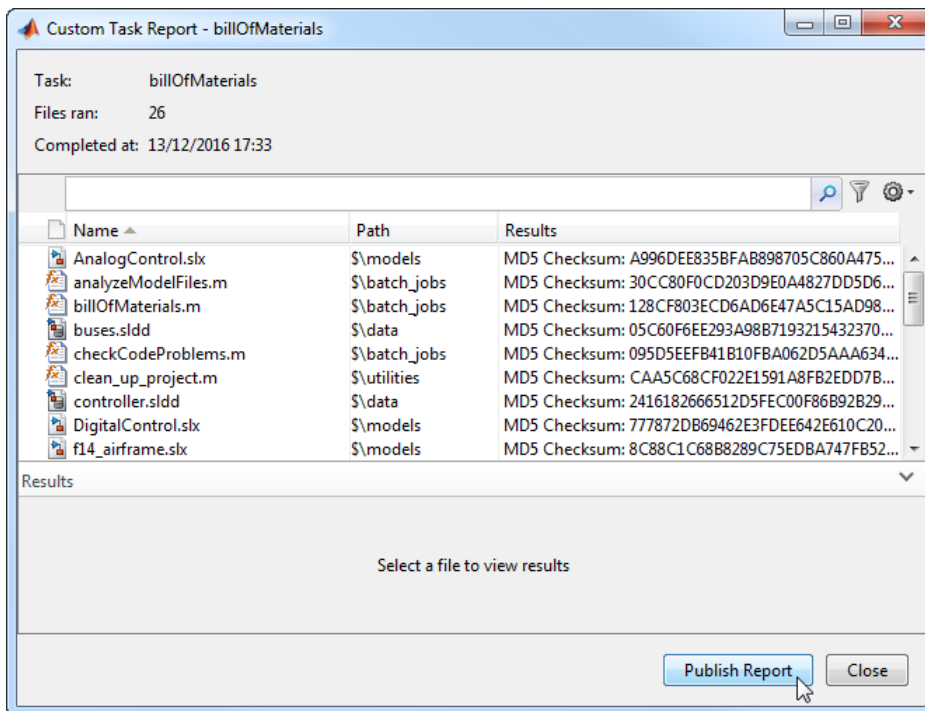 Custom Task Report - billOfMaterials
Task: billOfMaterials
Files ran: 26
Completed at: 13/12/2016 17:33
Name Path Results
AnalogControl.slx $\models MD5 Checksum: A996DEE835BFAB898705C860A475...
analyzeModelFiles.m $\batch_jobs MD5 Checksum: 30CC80F0CD203D9E0A4827DD5D6...
billOfMaterials.m $\batch_jobs MD5 Checksum: 128CF803ECD6AD6E47A5C15AD98...
buses.sldd $\data MD5 Checksum: 05C60F6EE293A98B7193215432370...
checkCodeProblems.m $\batch_jobs MD5 Checksum: 095D5EEFB41B10FBA062D5AAA634...
clean_up_project.m $\utilities MD5 Checksum: CAA5C68CF022E1591A8FB2EDD7B...
controller.sldd $\data MD5 Checksum: 2416182666512D5FEC00F86B92B29...
DigitalControl.slx $\models MD5 Checksum: 777872DB69462E3FDEE642E610C20...
f14_airframe.slx $\models MD5 Checksum: 8C88C1C68B8289C75EDBA747FB52...
Results
Select a file to view results
Publish Report Close